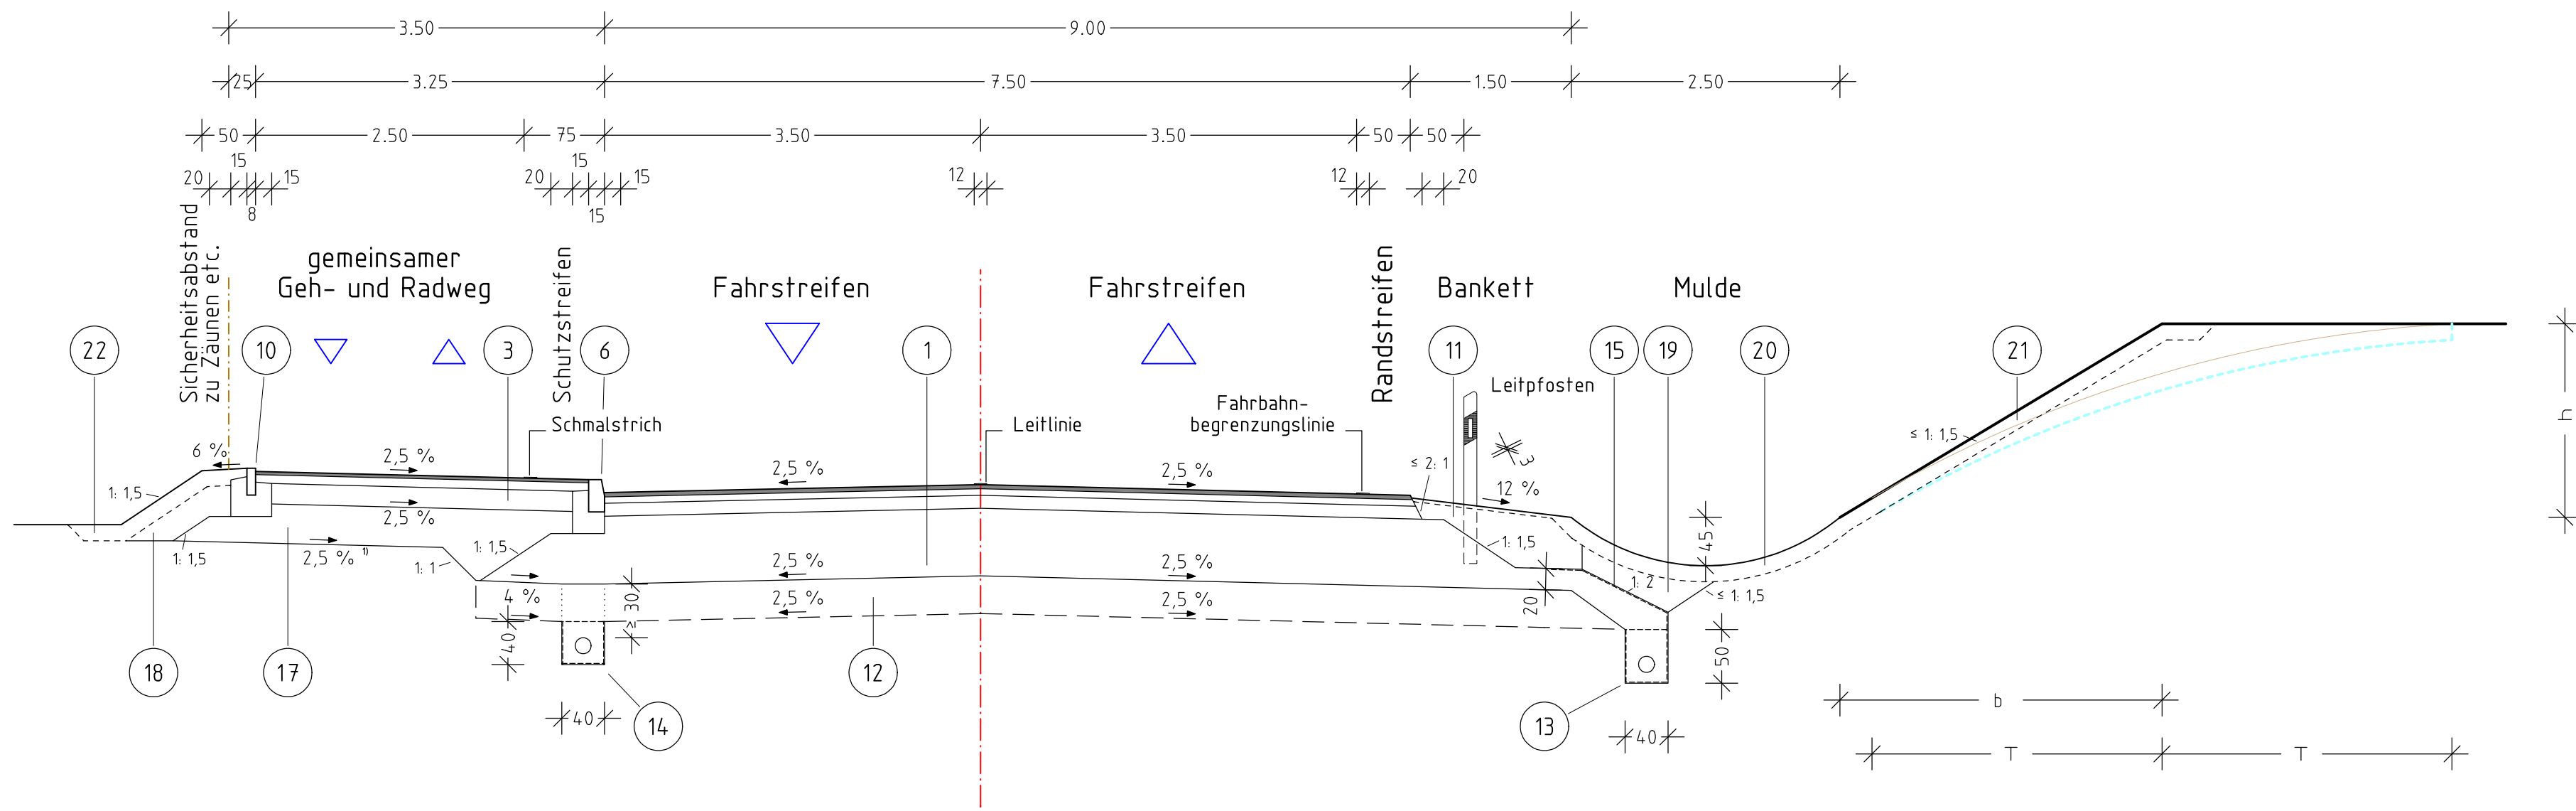 3.50
9.00
25
3.25
7.50
1.50
2.50
50
2.50
75
3.50
3.50
50
50
15
15
20
15
20
15
12
12
20
8
15
Sicherheitsabstand
zu Zäunen etc.
gemeinsamer
Geh- und Radweg
Schutzstreifen
Fahrstreifen
Fahrstreifen
Randstreifen
Bankett
Mulde
22
10
3
6
1
11
15
19
20
21
Leitpfosten
Schmalstrich
Leitlinie
Fahrbahn-
begrenzungslinie
6 %
2,5 %
2,5 %
2,5 %
≤ 2: 1
3
12 %
≤ 1: 1,5
h
1: 1,5
2,5 %
1: 1,5
1: 1,5
45
1: 1,5
2,5 % 1)
1: 1
2,5 %
2,5 %
1: 2
≤ 1: 1,5
4 %
≥30
2,5 %
2,5 %
20
40
50
18
17
12
14
13
40
40
b
T
T